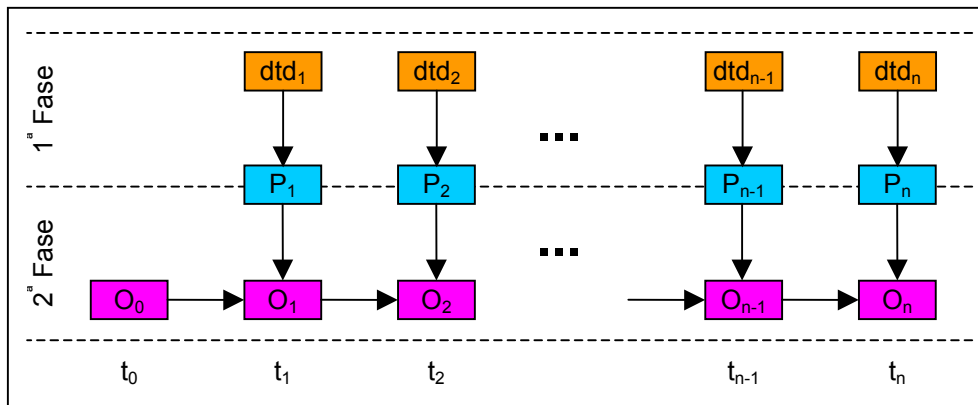 dtd₁ dtd₂ dtdₙ₋₁ dtdₙ
1ª Fase
...
P₁ P₂ Pₙ₋₁ Pₙ
2ª Fase
...
O₀ O₁ O₂ Oₙ₋₁ Oₙ
t₀ t₁ t₂ tₙ₋₁ tₙ